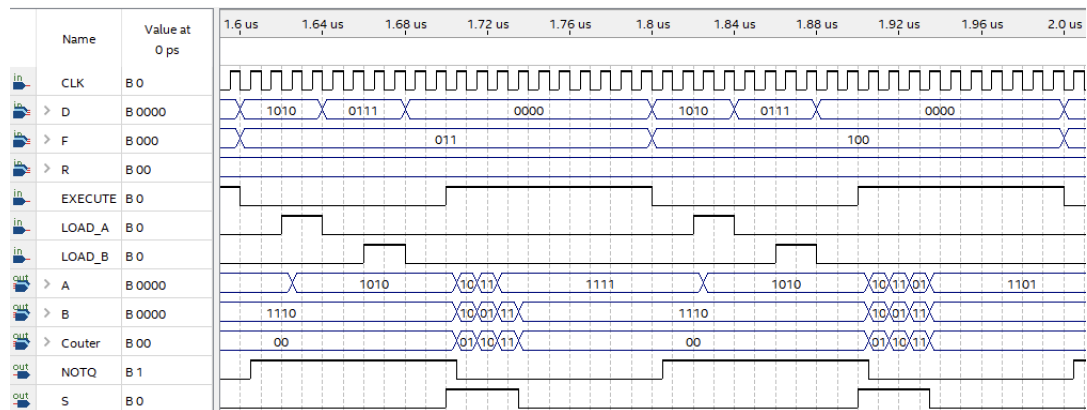 Name Value at 0 ps 1.6 us 1.64 us 1.68 us 1.72 us 1.76 us 1.8 us 1.84 us 1.88 us 1.92 us 1.96 us 2.0 us
in CLK B 0
in > D B 0000 1010 0111 0000 1010 0111 0000
in > F B 000 011 100
in > R B 00
in EXECUTE B 0
in LOAD_A B 0
in LOAD_B B 0
out > A B 0000 1010 10 11 1111 1010 10 11 01 1101
out > B B 0000 1110 10 01 11 1110 10 01 11
out > Couter B 00 00 01 10 11 00 01 10 11
out NOTQ B 1
out S B 0